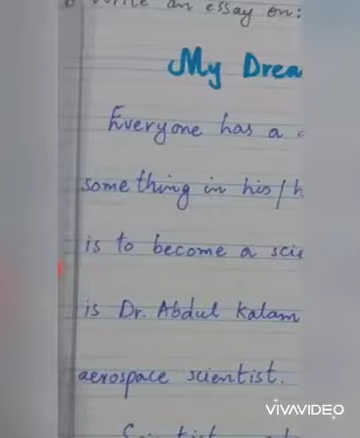 Write an essay on:
My Drea
Everyone has a
something in his/h
is to become a scie
is Dr. Abdul Kalam
aerospace scientist.
VIVAVIDEO